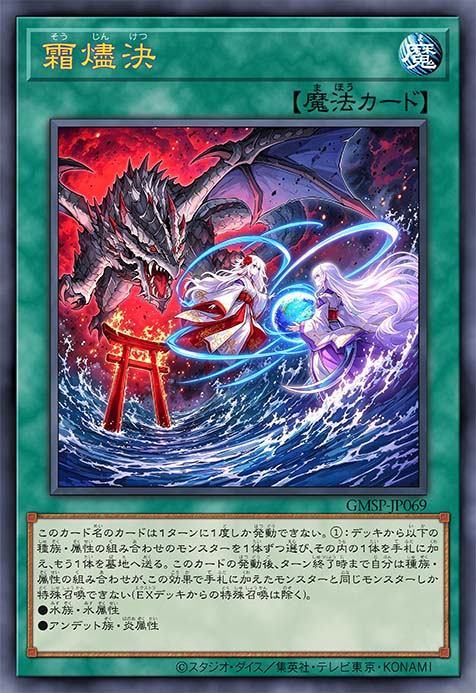 そう じん けつ
霜燼決
魔
ま ほう
【魔法カード】
GMSP-JP069
このカード名のカードは1ターンに1度しか発動できない。①:デッキから以下の
種族・属性の組み合わせのモンスターを1体ずつ選び、その内の1体を手札に加
え、もう1体を墓地へ送る。このカードの発動後、ターン終了時まで自分は種族・
属性の組み合わせが、この効果で手札に加えたモンスターと同じモンスターしか
特殊召喚できない(EXデッキからの特殊召喚は除く)。
●水族・水属性
●アンデット族・炎属性
©スタジオ・ダイス/集英社・テレビ東京・KONAMI